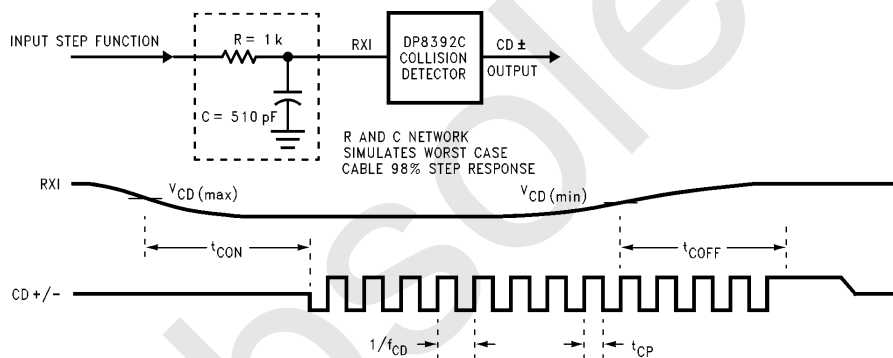 INPUT STEP FUNCTION
R = 1 k
C = 510 pF
RXI
DP8392C
COLLISION
DETECTOR
CD ±
OUTPUT
R AND C NETWORK
SIMULATES WORST CASE
CABLE 98% STEP RESPONSE
RXI
VCD (max)
VCD (min)
tCON
tCOFF
CD +/-
1/fCD
tCP